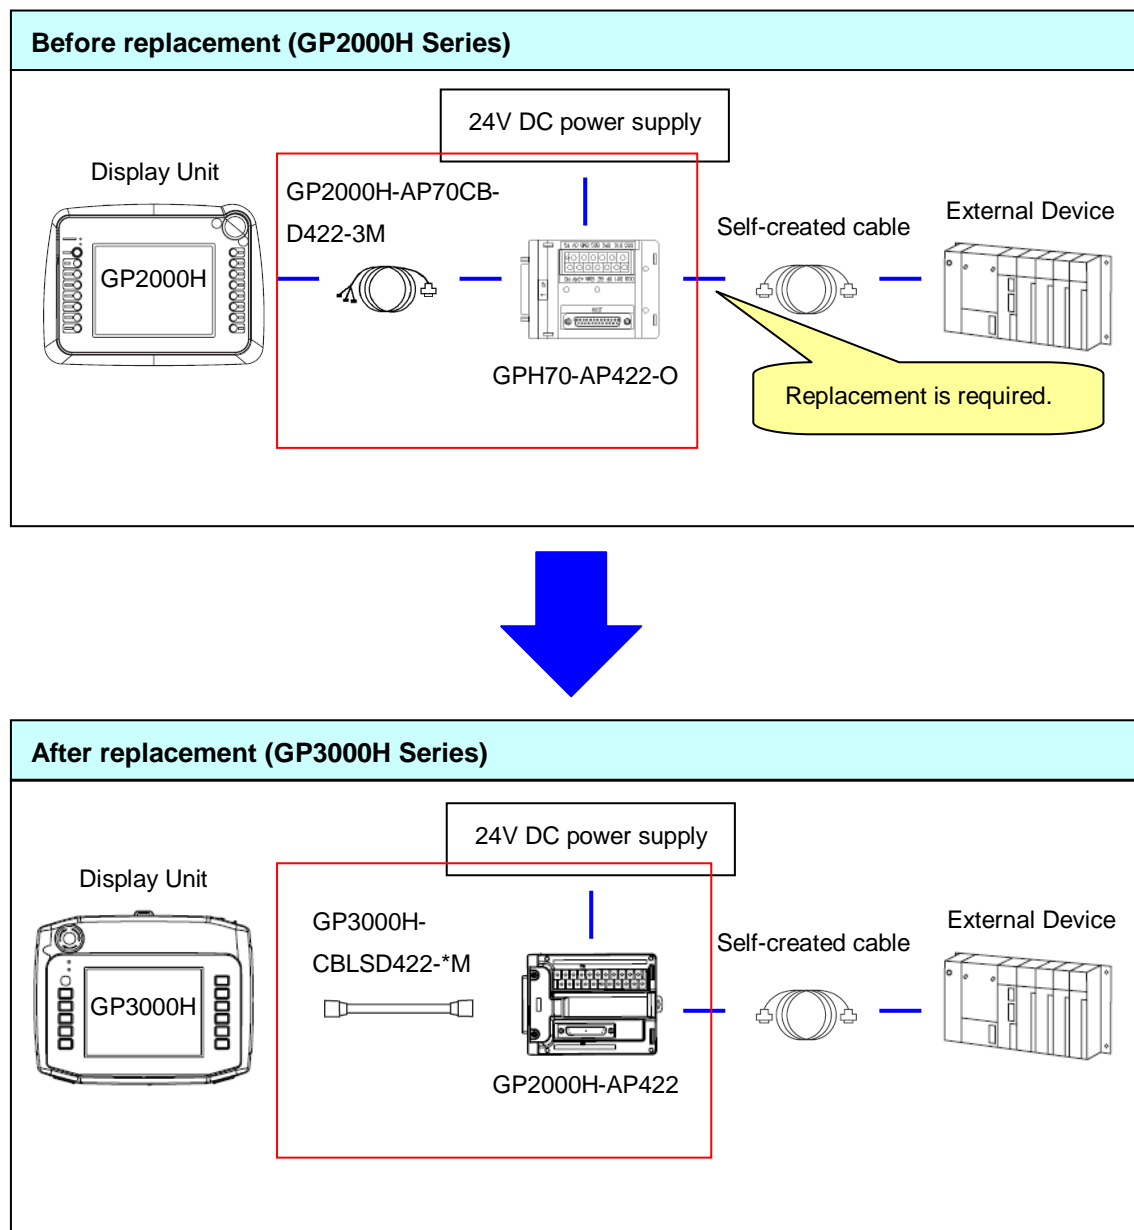 Before replacement (GP2000H Series)
24V DC power supply
Display Unit
GP2000H-AP70CB-
D422-3M
Self-created cable
External Device
GP2000H
GPH70-AP422-O
Replacement is required.
After replacement (GP3000H Series)
24V DC power supply
Display Unit
GP3000H-
CBLSD422-*M
Self-created cable
External Device
GP3000H
GP2000H-AP422